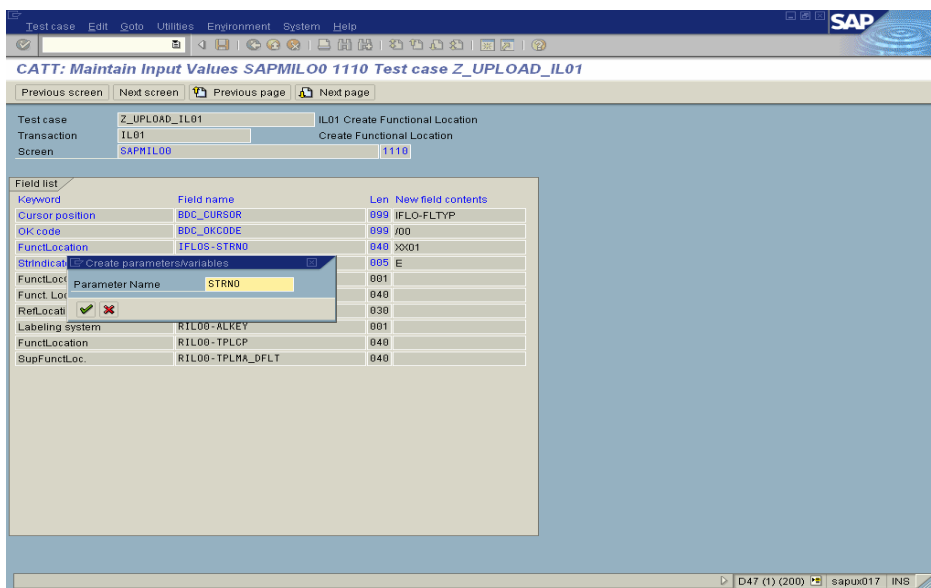 Testcase Edit Goto Utilities Environment System Help
SAP
CATT: Maintain Input Values SAPMILO0 1110 Test case Z_UPLOAD_IL01
Previous screen Next screen Previous page Next page
Test case Z_UPLOAD_IL01 IL01 Create Functional Location
Transaction IL01 Create Functional Location
Screen SAPMILO0 1110
Field list
Keyword Field name Len New field contents
Cursor position BDC_CURSOR 099 IFLO-FLTYP
OK code BDC_OKCODE 099 /00
FunctLocation IFLOS-STRNO 040 XX01
StrIndicat 005 E
Create parameters/variables
FunctLoc 001
Parameter Name STRNO
Funct. Loc 040
RefLocati 030
Labeling system RILO0-ALKEY 001
FunctLocation RILO0-TPLCP 040
SupFunctLoc. RILO0-TPLMA_DFLT 040
D47 (1) (200) sapux017 INS